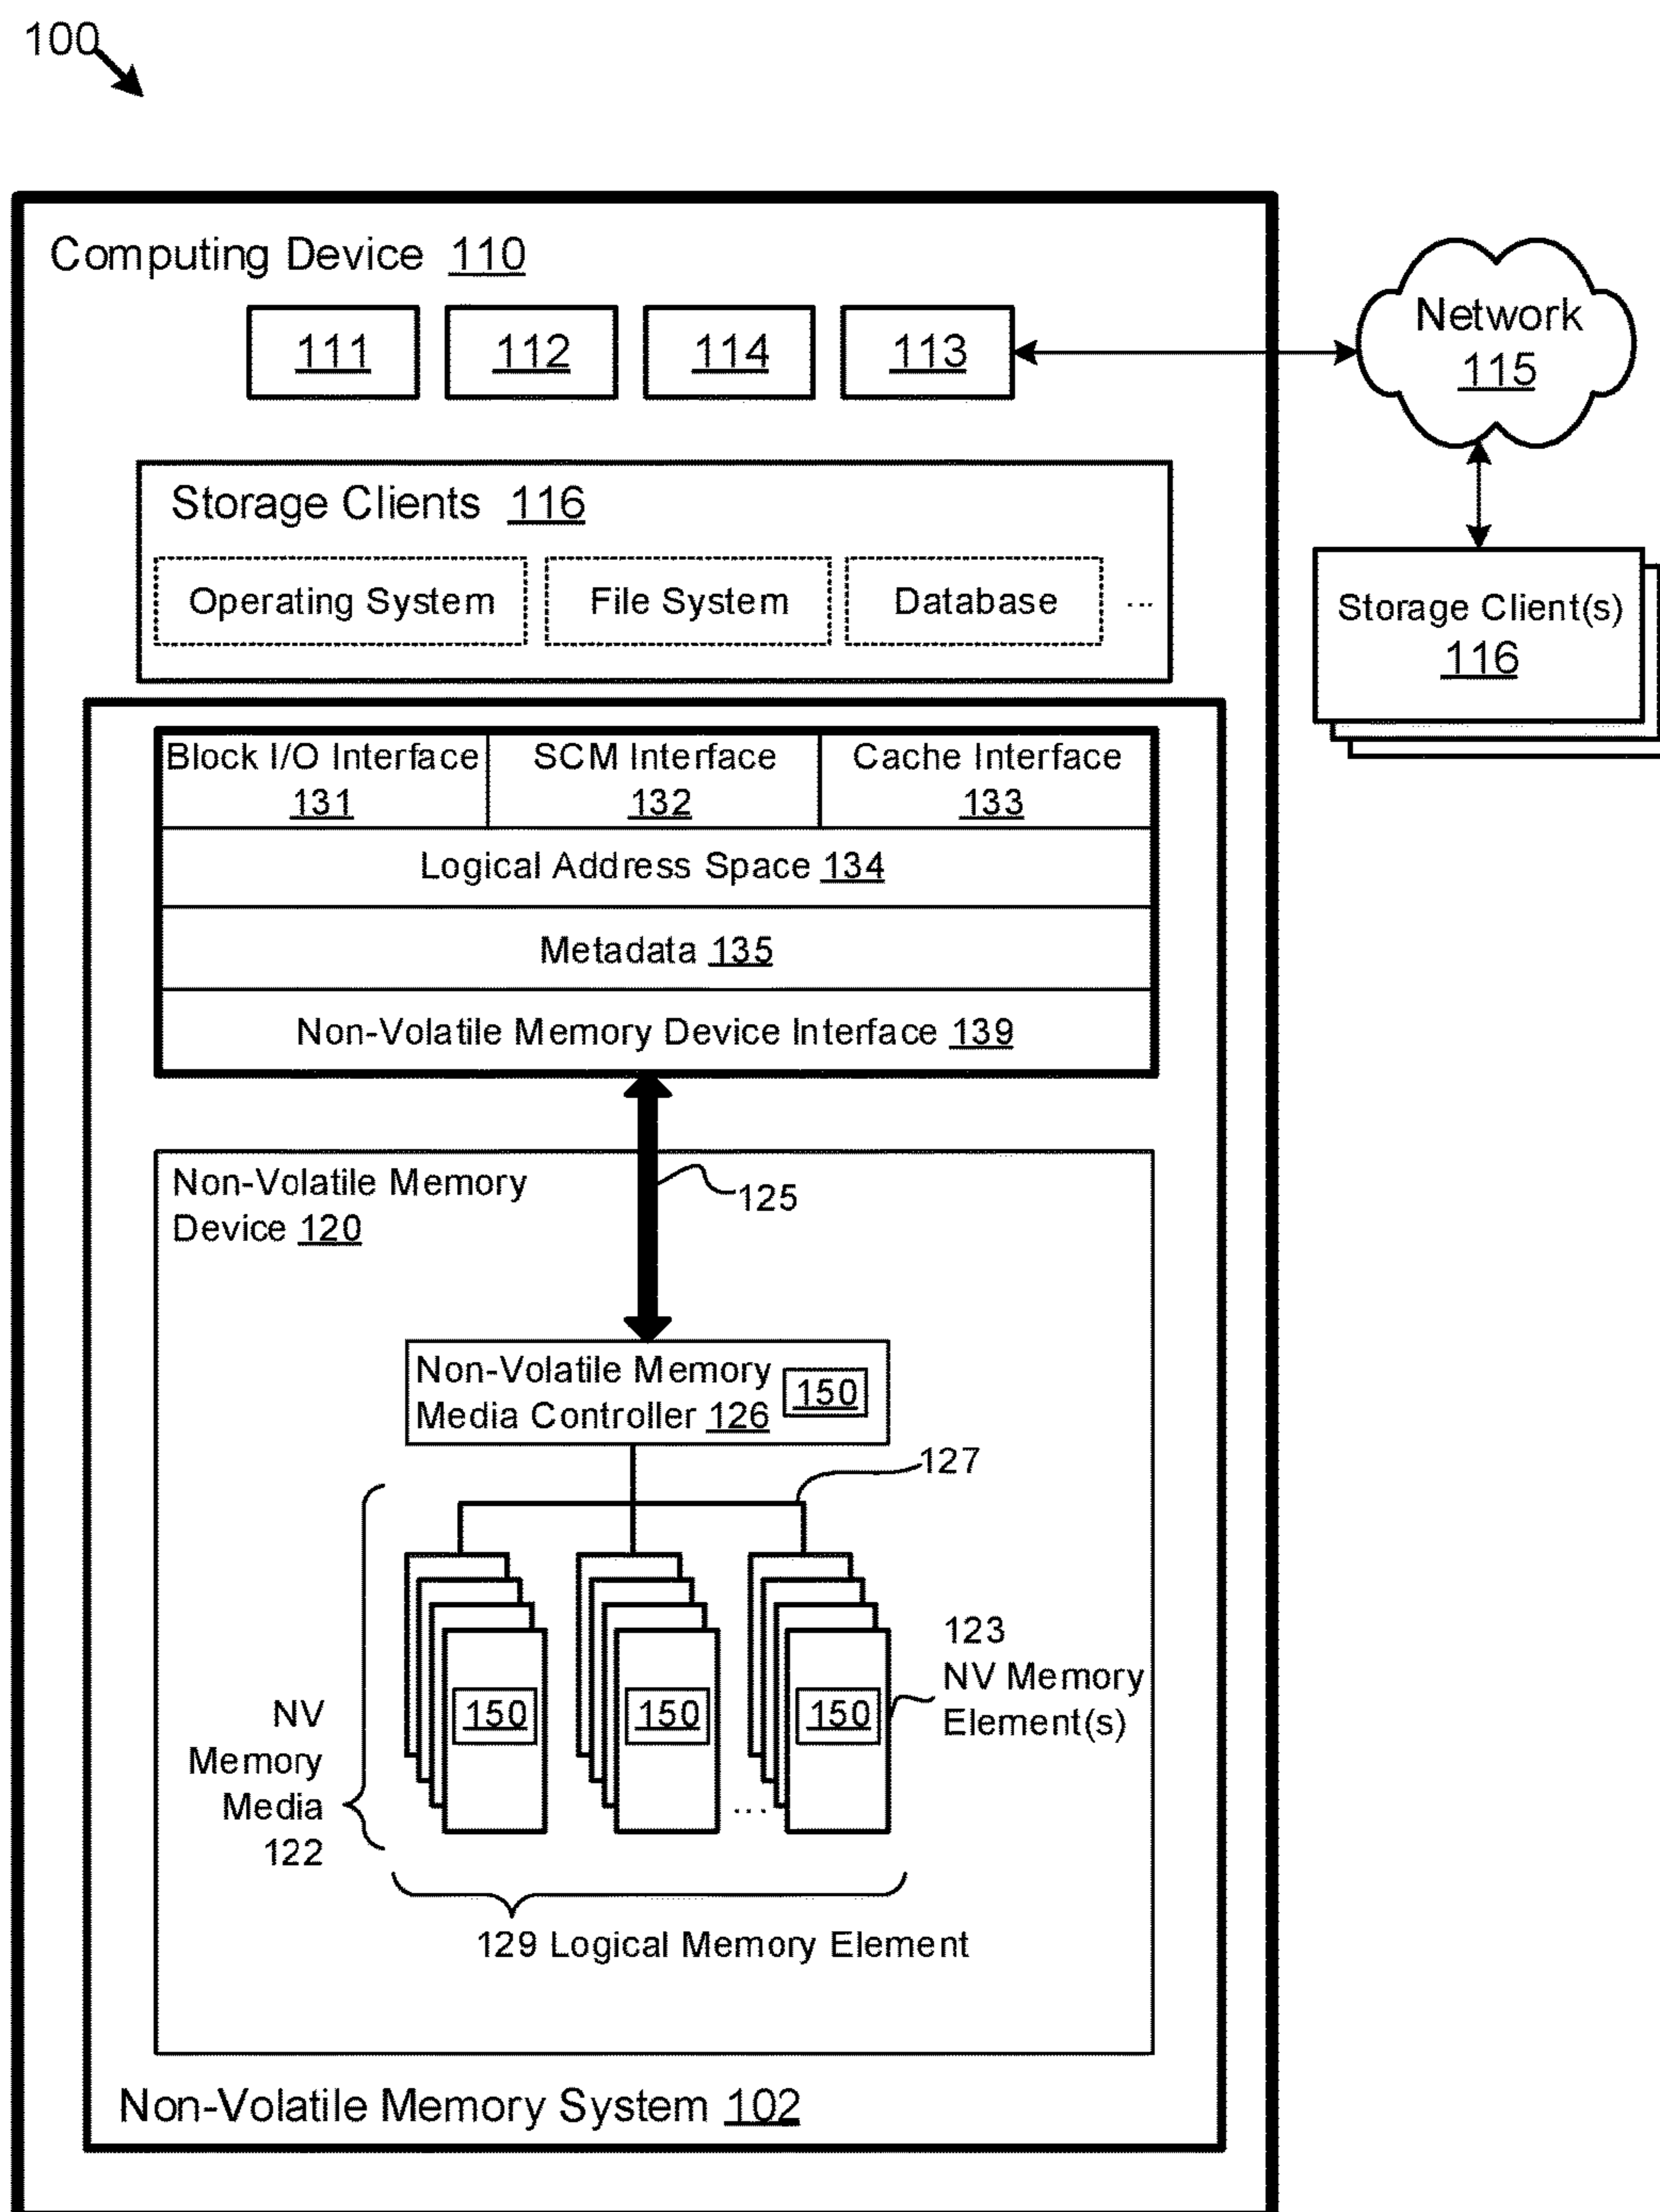 100
Computing Device 110
111 112 114 113
Network
115
Storage Clients 116
Operating System File System Database ...
Storage Client(s)
116
Block I/O Interface
131
SCM Interface
132
Cache Interface
133
Logical Address Space 134
Metadata 135
Non-Volatile Memory Device Interface 139
125
Non-Volatile Memory
Device 120
Non-Volatile Memory
Media Controller 126
150
127
150 150 ... 150
123
NV Memory
Element(s)
NV
Memory
Media
122
129 Logical Memory Element
Non-Volatile Memory System 102